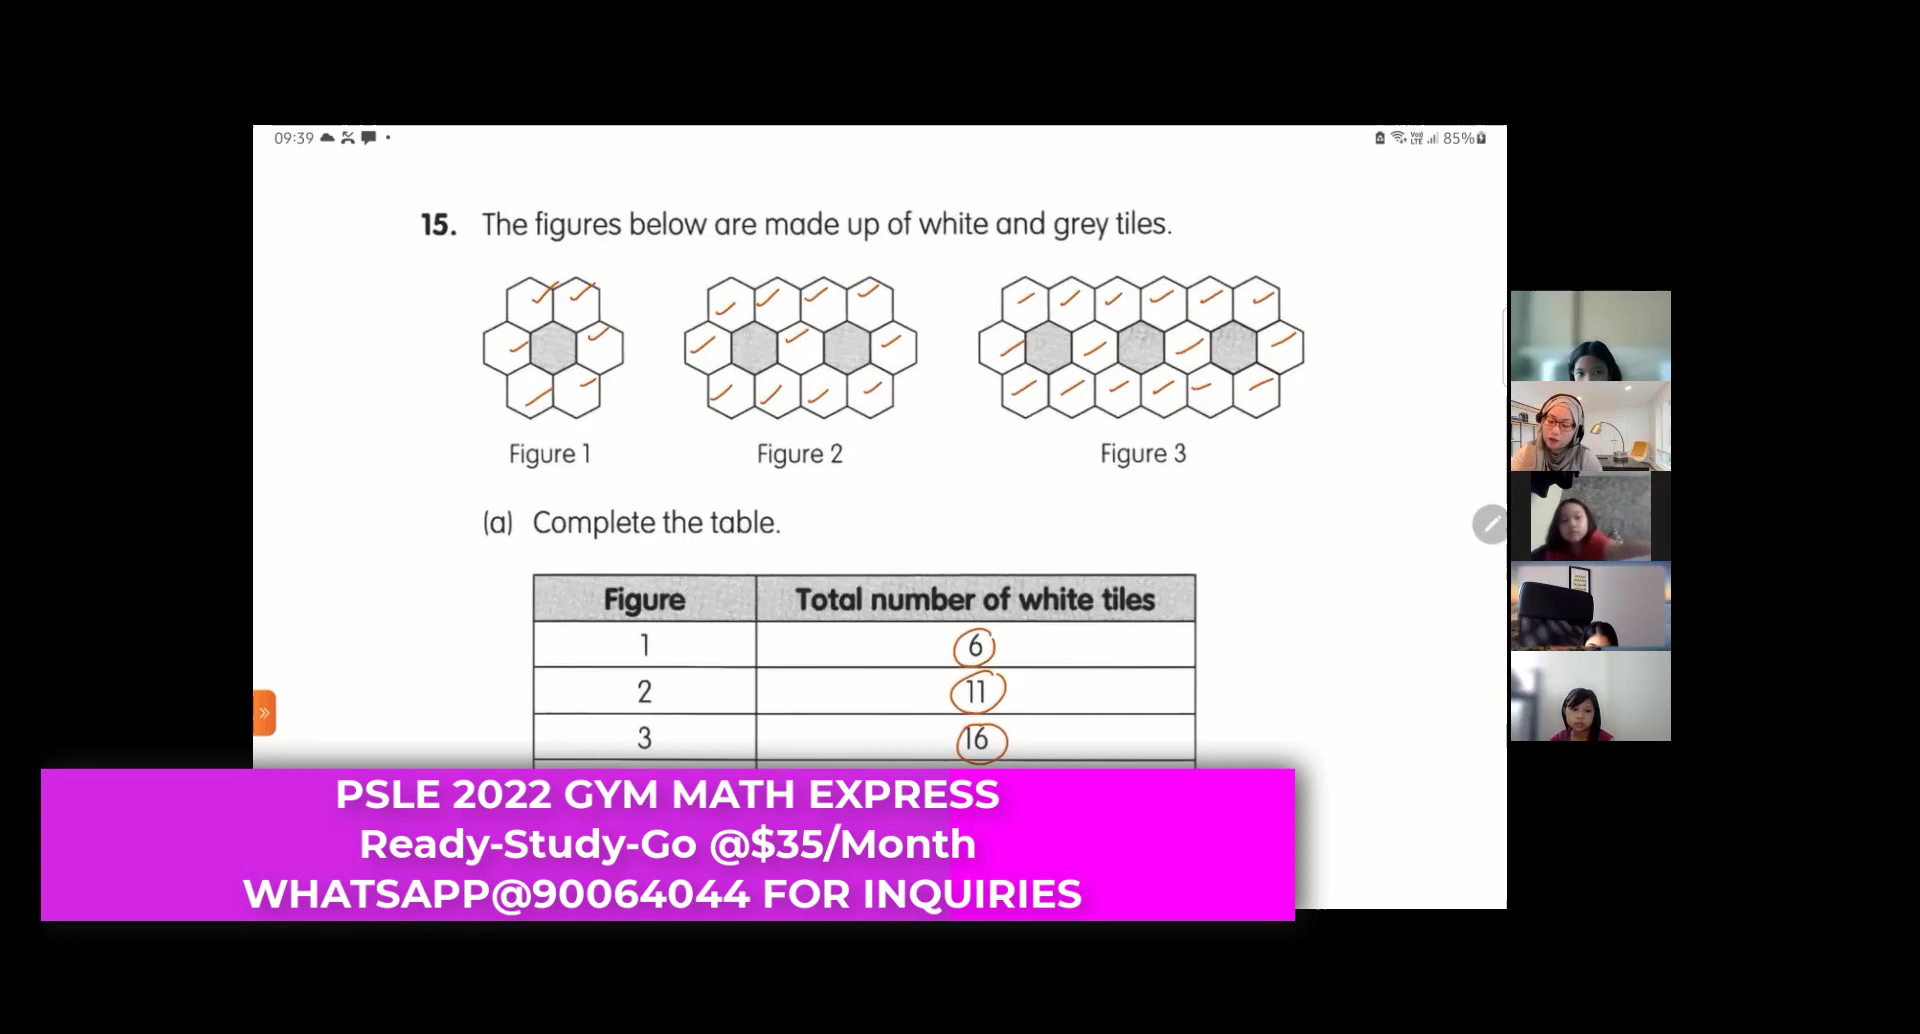 09:39
85%
15. The figures below are made up of white and grey tiles.
Figure 1 Figure 2 Figure 3
(a) Complete the table.
Figure Total number of white tiles
1 6
2 11
3 16
PSLE 2022 GYM MATH EXPRESS
Ready-Study-Go @$35/Month
WHATSAPP@90064044 FOR INQUIRIES